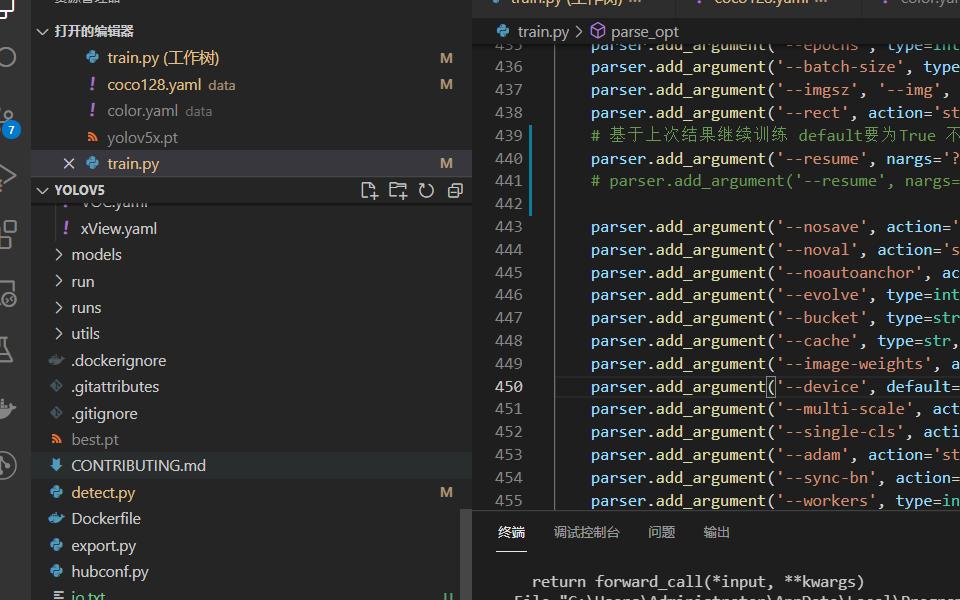 资源管理器
打开的编辑器
train.py (工作树) M
coco128.yaml data M
color.yaml data
yolov5x.pt
train.py M
7
YOLOV5
VOC.yaml
xView.yaml
models
run
runs
utils
.dockerignore
.gitattributes
.gitignore
best.pt
CONTRIBUTING.md
detect.py M
Dockerfile
export.py
hubconf.py
io.txt U
train.py (工作树) coco128.yaml M color.yaml
train.py > parse_opt
435 parser.add_argument('--epochs', type=int
436 parser.add_argument('--batch-size', type
437 parser.add_argument('--imgsz', '--img',
438 parser.add_argument('--rect', action='st
439 # 基于上次结果继续训练 default要为True 不
440 parser.add_argument('--resume', nargs='?
441 # parser.add_argument('--resume', nargs=
442
443 parser.add_argument('--nosave', action='
444 parser.add_argument('--noval', action='s
445 parser.add_argument('--noautoanchor', ac
446 parser.add_argument('--evolve', type=int
447 parser.add_argument('--bucket', type=str
448 parser.add_argument('--cache', type=str,
449 parser.add_argument('--image-weights', a
450 parser.add_argument('--device', default=
451 parser.add_argument('--multi-scale', act
452 parser.add_argument('--single-cls', acti
453 parser.add_argument('--adam', action='st
454 parser.add_argument('--sync-bn', action=
455 parser.add_argument('--workers', type=in
终端 调试控制台 问题 输出
return forward_call(*input, **kwargs)
File "C:\Users\Administrator\AppData\Local\Program